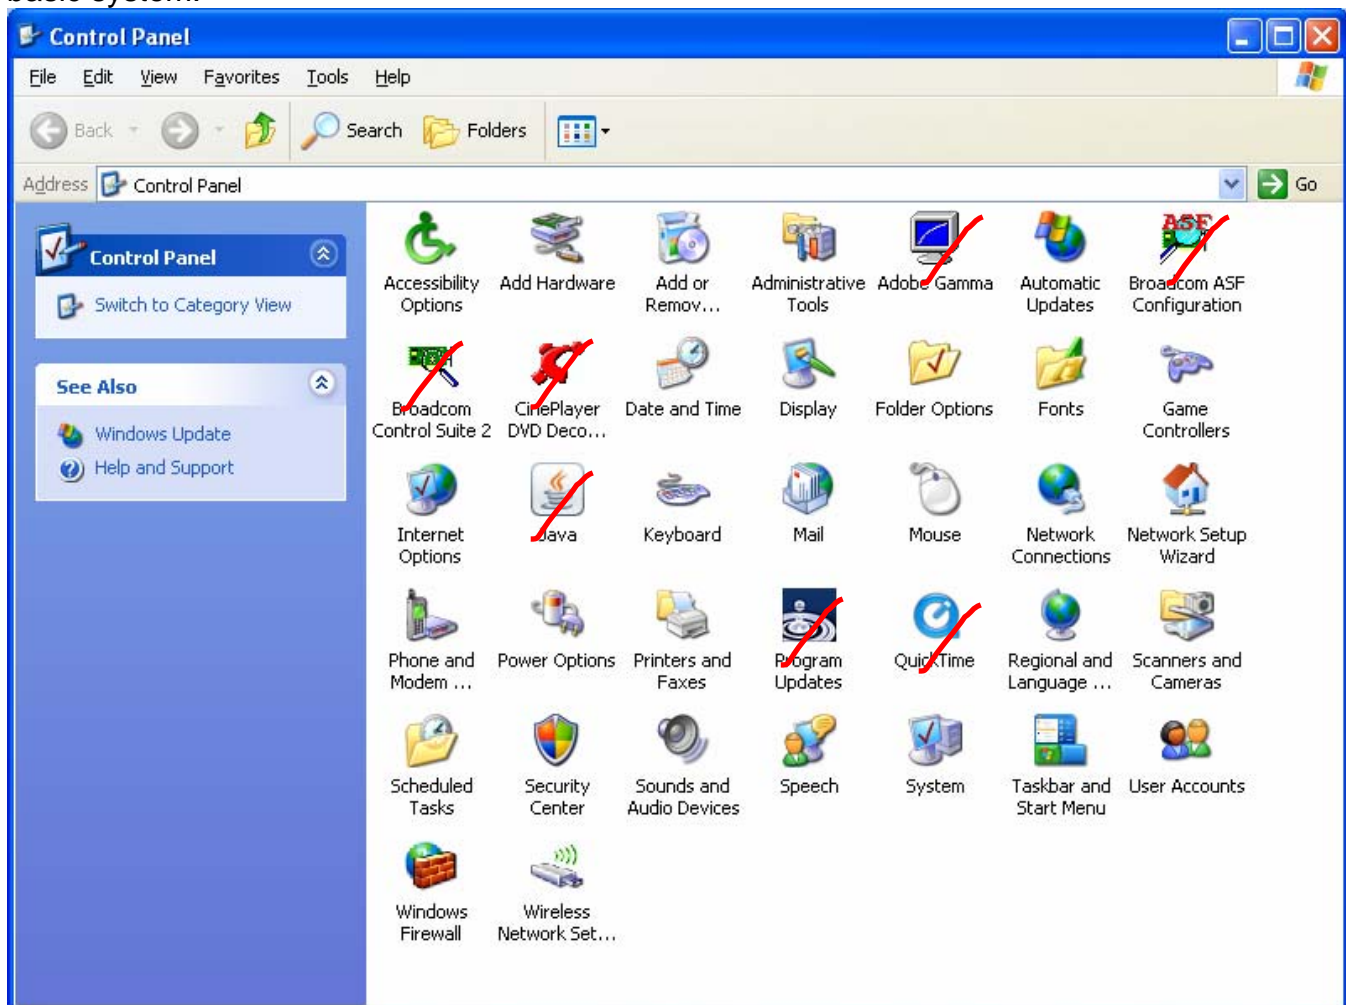 basic system.
Control Panel
File Edit View Favorites Tools Help
Back Search Folders
Address Control Panel Go
Control Panel
Switch to Category View
See Also
Windows Update
Help and Support
Accessibility Options
Add Hardware
Add or Remov...
Administrative Tools
Adobe Gamma
Automatic Updates
ASF
Broadcom ASF Configuration
Broadcom Control Suite 2
CinePlayer DVD Deco...
Date and Time
Display
Folder Options
Fonts
Game Controllers
Internet Options
Java
Keyboard
Mail
Mouse
Network Connections
Network Setup Wizard
Phone and Modem ...
Power Options
Printers and Faxes
Program Updates
QuickTime
Regional and Language ...
Scanners and Cameras
Scheduled Tasks
Security Center
Sounds and Audio Devices
Speech
System
Taskbar and Start Menu
User Accounts
Windows Firewall
Wireless Network Set...